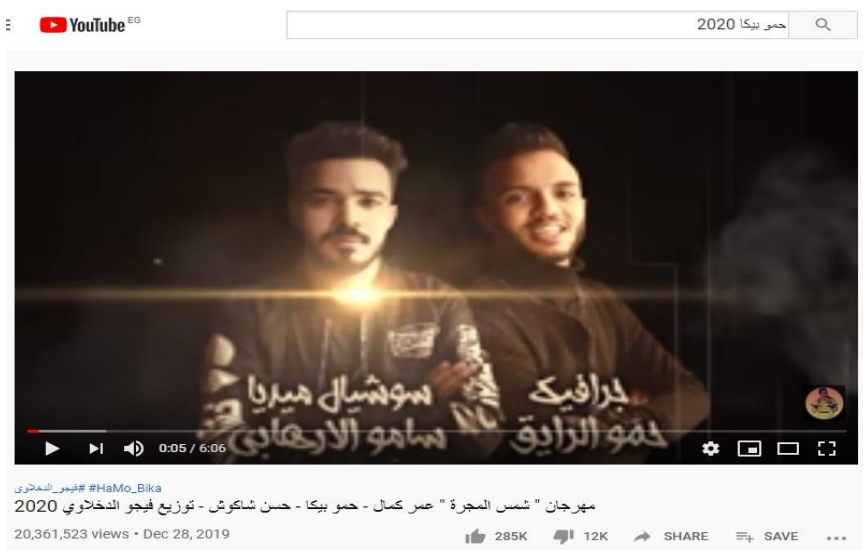 YouTube EG
حمو بيكا 2020
سوشيال ميديا
سامو الارهابي
جرافيك
حمو الرايق
0:05 / 6:06
#HaMo_Bika #فيجو_الدخلاوى
مهرجان " شمس المجرة " عمر كمال - حمو بيكا - حسن شاكوش - توزيع فيجو الدخلاوي 2020
20,361,523 views • Dec 28, 2019
285K 12K SHARE SAVE